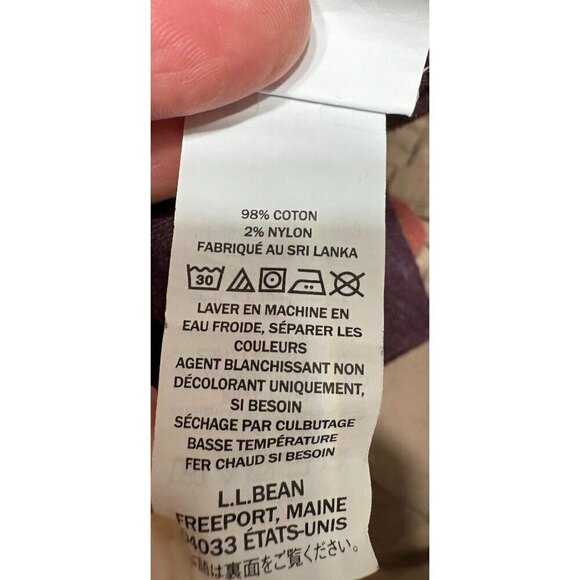 98% COTON
2% NYLON
FABRIQUÉ AU SRI LANKA
30
LAVER EN MACHINE EN
EAU FROIDE, SÉPARER LES
COULEURS
AGENT BLANCHISSANT NON
DÉCOLORANT UNIQUEMENT,
SI BESOIN
SÉCHAGE PAR CULBUTAGE
BASSE TEMPÉRATURE
FER CHAUD SI BESOIN
L.L.BEAN
FREEPORT, MAINE
04033 ÉTATS-UNIS
は裏面をご覧ください。